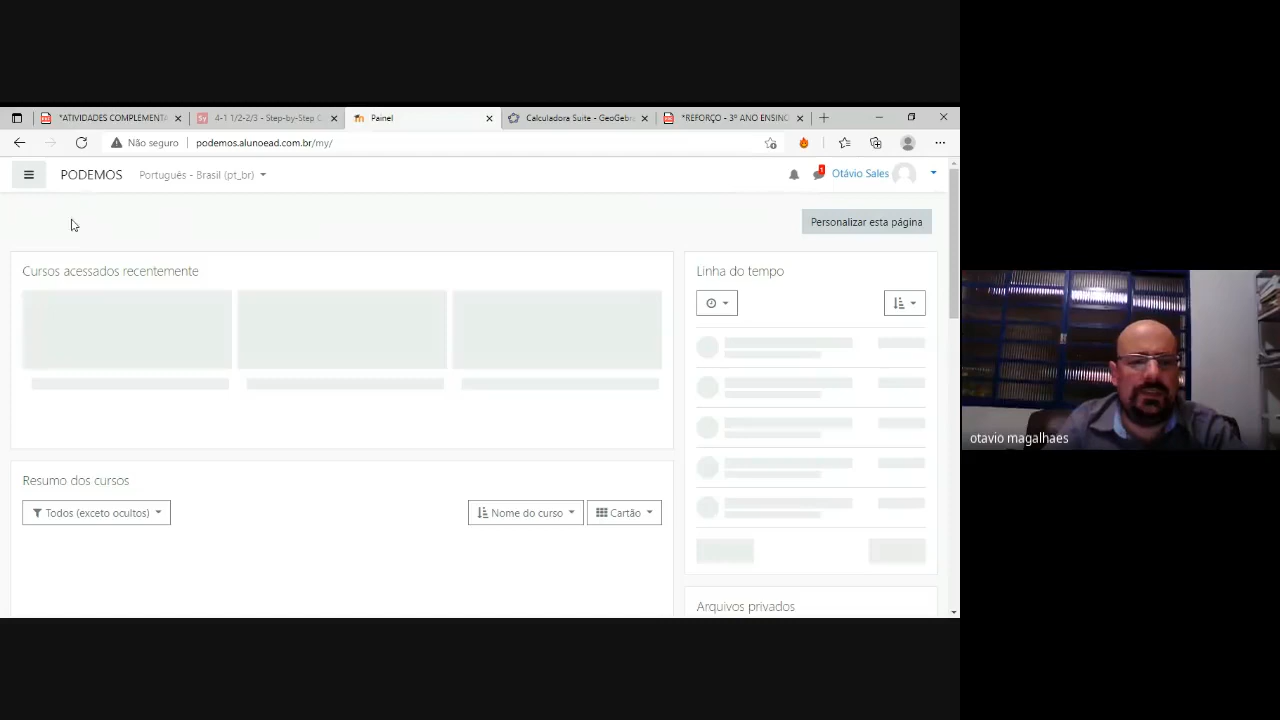 *ATIVIDADES COMPLEMENTA
4-1 1/2-2/3 - Step-by-Step C
Painel
Calculadora Suite - GeoGebra
*REFORÇO - 3º ANO ENSINO
Não seguro
podemos.alunoead.com.br/my/
PODEMOS
Português - Brasil (pt_br)
1
Otávio Sales
Personalizar esta página
Cursos acessados recentemente
Linha do tempo
Resumo dos cursos
Todos (exceto ocultos)
Nome do curso
Cartão
Arquivos privados
otavio magalhaes